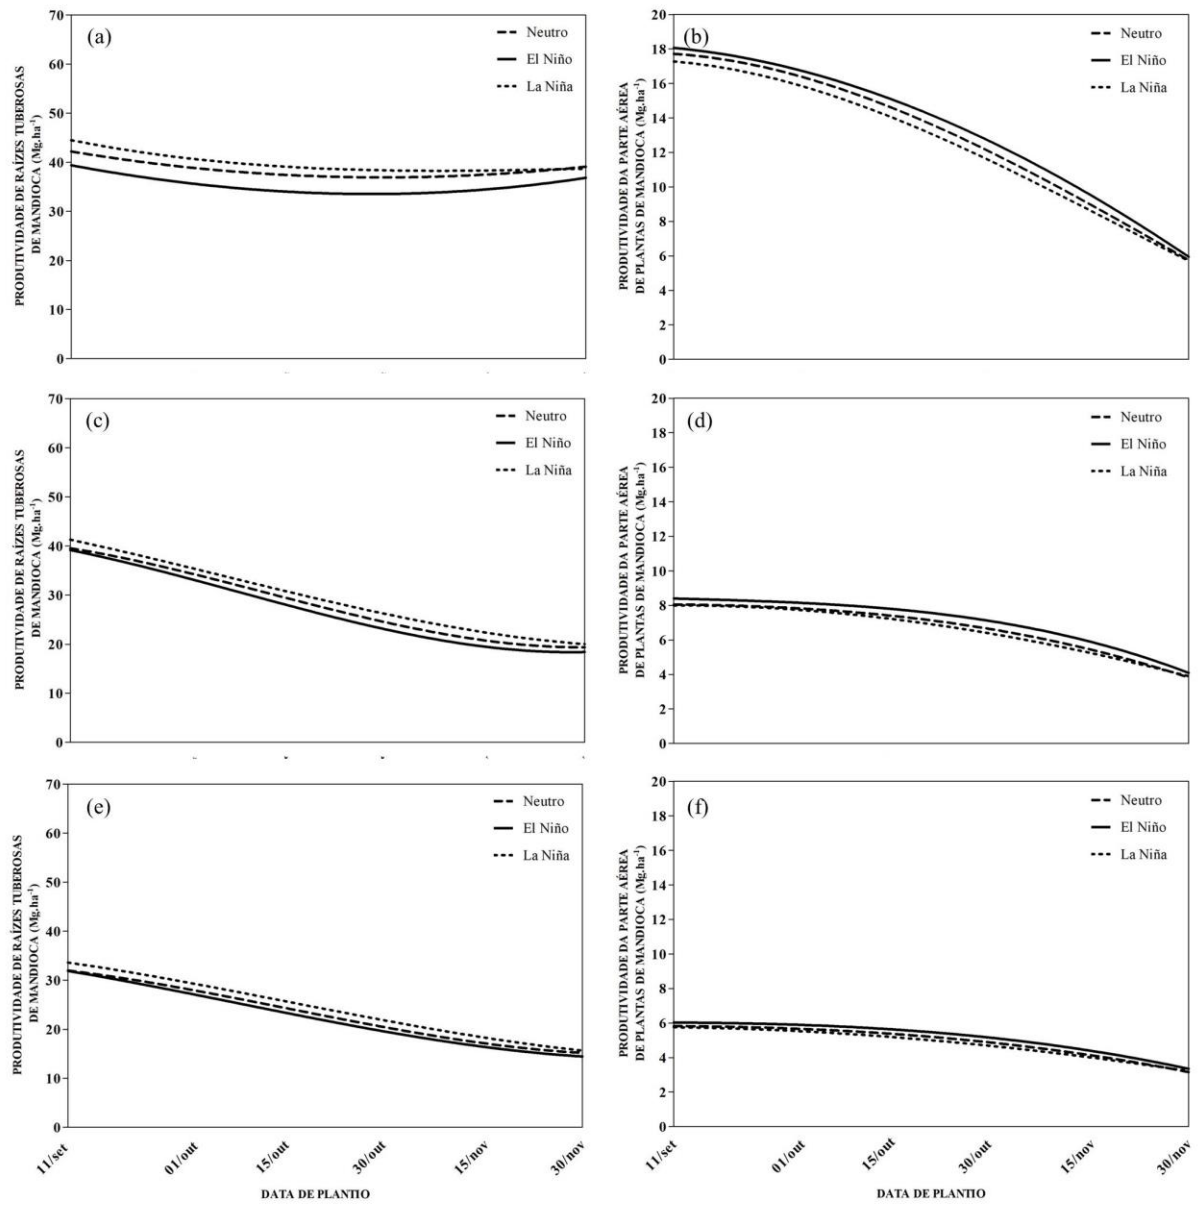 (a)
Neutro
El Niño
La Niña
70
60
50
40
30
20
10
0
PRODUTIVIDADE DE RAÍZES TUBEROSAS
DE MANDIOCA (Mg.ha⁻¹)
(b)
Neutro
El Niño
La Niña
20
18
16
14
12
10
8
6
4
2
0
PRODUTIVIDADE DA PARTE AÉREA
DE PLANTAS DE MANDIOCA (Mg.ha⁻¹)
(c)
Neutro
El Niño
La Niña
70
60
50
40
30
20
10
0
PRODUTIVIDADE DE RAÍZES TUBEROSAS
DE MANDIOCA (Mg.ha⁻¹)
(d)
Neutro
El Niño
La Niña
20
18
16
14
12
10
8
6
4
2
0
PRODUTIVIDADE DA PARTE AÉREA
DE PLANTAS DE MANDIOCA (Mg.ha⁻¹)
(e)
Neutro
El Niño
La Niña
70
60
50
40
30
20
10
0
PRODUTIVIDADE DE RAÍZES TUBEROSAS
DE MANDIOCA (Mg.ha⁻¹)
11/set 01/out 15/out 30/out 15/nov 30/nov
DATA DE PLANTIO
(f)
Neutro
El Niño
La Niña
20
18
16
14
12
10
8
6
4
2
0
PRODUTIVIDADE DA PARTE AÉREA
DE PLANTAS DE MANDIOCA (Mg.ha⁻¹)
11/set 01/out 15/out 30/out 15/nov 30/nov
DATA DE PLANTIO